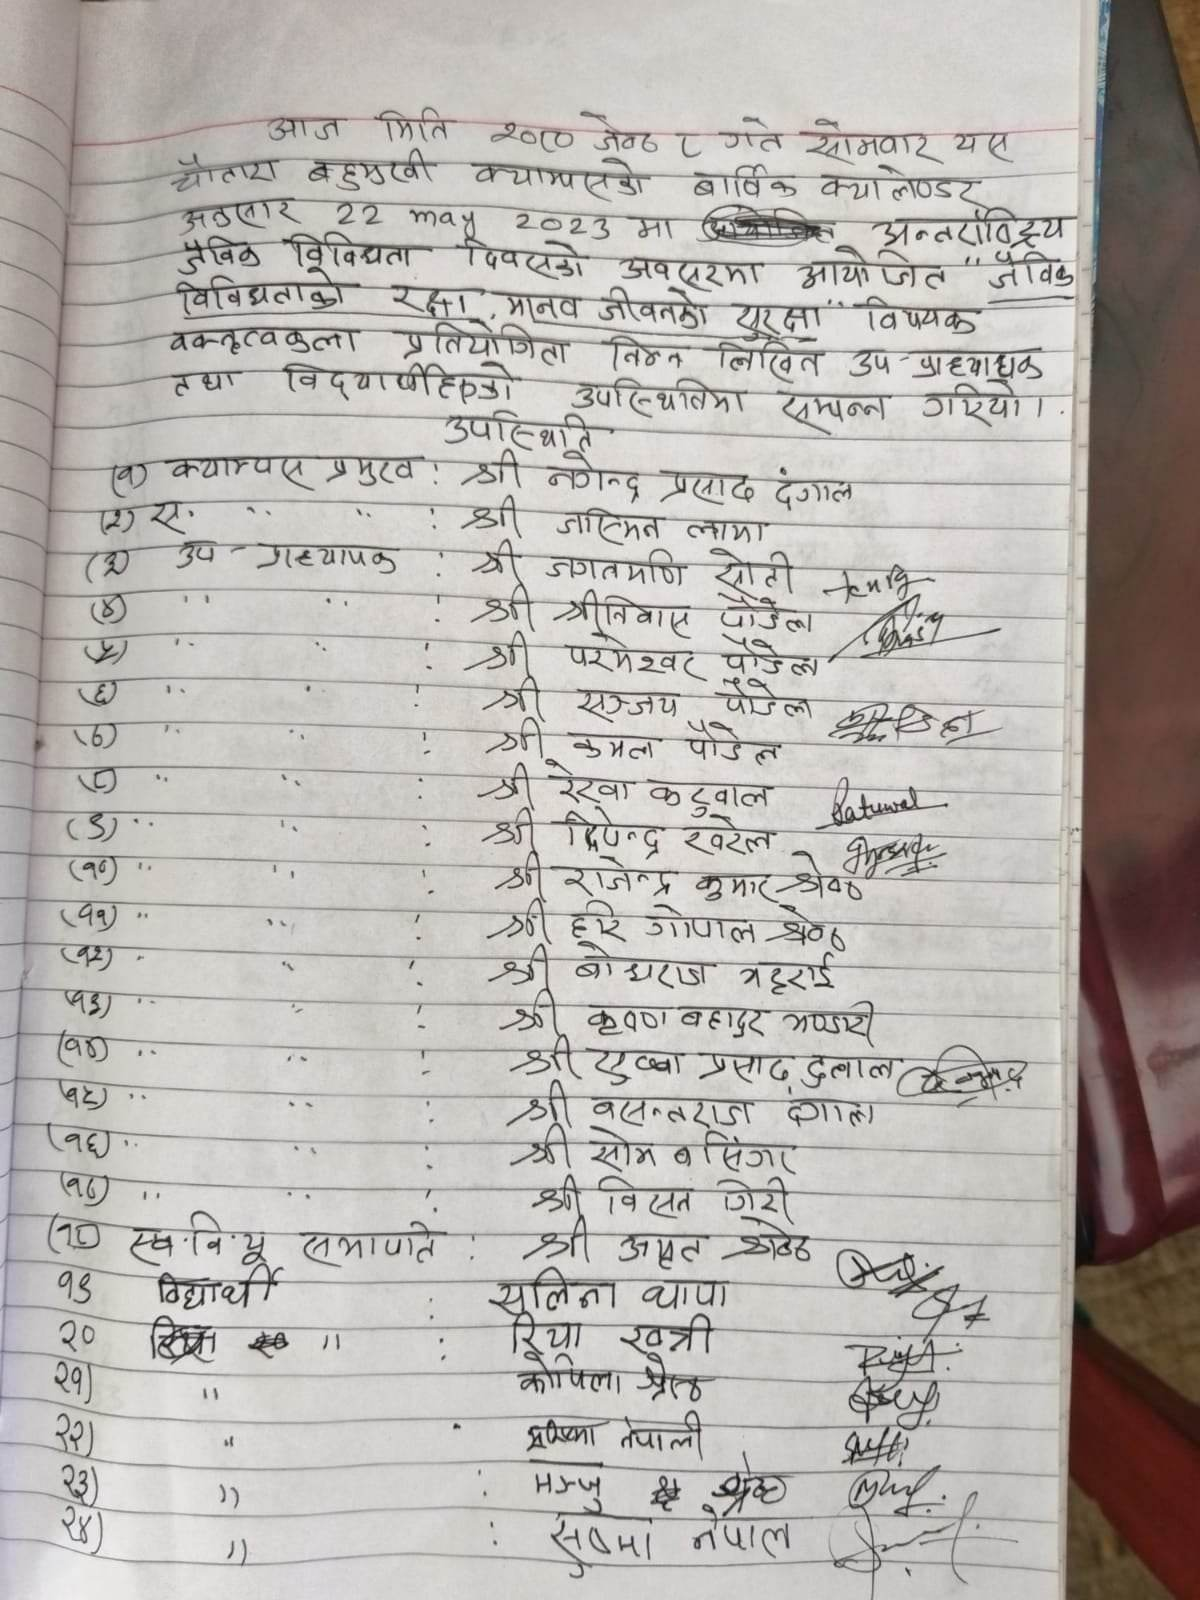 आज मिति २०८० जेष्ठ ८ गते सोमवार यस
चौतारा बहुमुखी क्याम्पसको बार्षिक क्यालेण्डर
अनुसार 22 may 2023 मा अन्तर्राष्ट्रिय
जैविक विविधता दिवसको अवसरमा आयोजित "जैविक
विविधताको रक्षा, मानव जीवनको सुरक्षा" विषयक
वक्तृत्वकला प्रतियोगिता निम्न लिखित उप-प्राध्यापक
तथा विद्यार्थीहरुको उपस्थितिमा सम्पन्न गरियो।
उपस्थिति
(१) क्याम्पस प्रमुख : श्री नगेन्द्र प्रसाद दंगाल
(२) स. " " : श्री जस्मिन लामा
(३) उप-प्राध्यापक : श्री जगतमणि सोती
(४) " " : श्री श्रीनिवास पौडेल
(५) " " : श्री परमेश्वर पौडेल
(६) " " : श्री सञ्जय पौडेल
(७) " " : श्री कमला पौडेल
(८) " " : श्री रेखा कटुवाल Katuwal
(९) " " : श्री दिपेन्द्र खरेल
(१०) " " : श्री राजेन्द्र कुमार श्रेष्ठ
(११) " " : श्री हरि गोपाल श्रेष्ठ
(१२) " " : श्री बोधराज भट्टराई
(१३) " " : श्री कृष्ण बहादुर भण्डारी
(१४) " " : श्री सुब्बा प्रसाद दुलाल
(१५) " " : श्री वसन्तराज दंगाल
(१६) " " : श्री सोम ब सिंगर
(१७) " " : श्री विसन गिरी
(१८) स्व.वि.यू सभापति : श्री अमृत श्रेष्ठ
१९ विद्यार्थी : सलिना थापा
२० " : रिया खत्री
२१) " कोपिला श्रेष्ठ
२२) " नेपाली
२३) " : मञ्जु श्रेष्ठ
२४) " : सुष्मा नेपाल